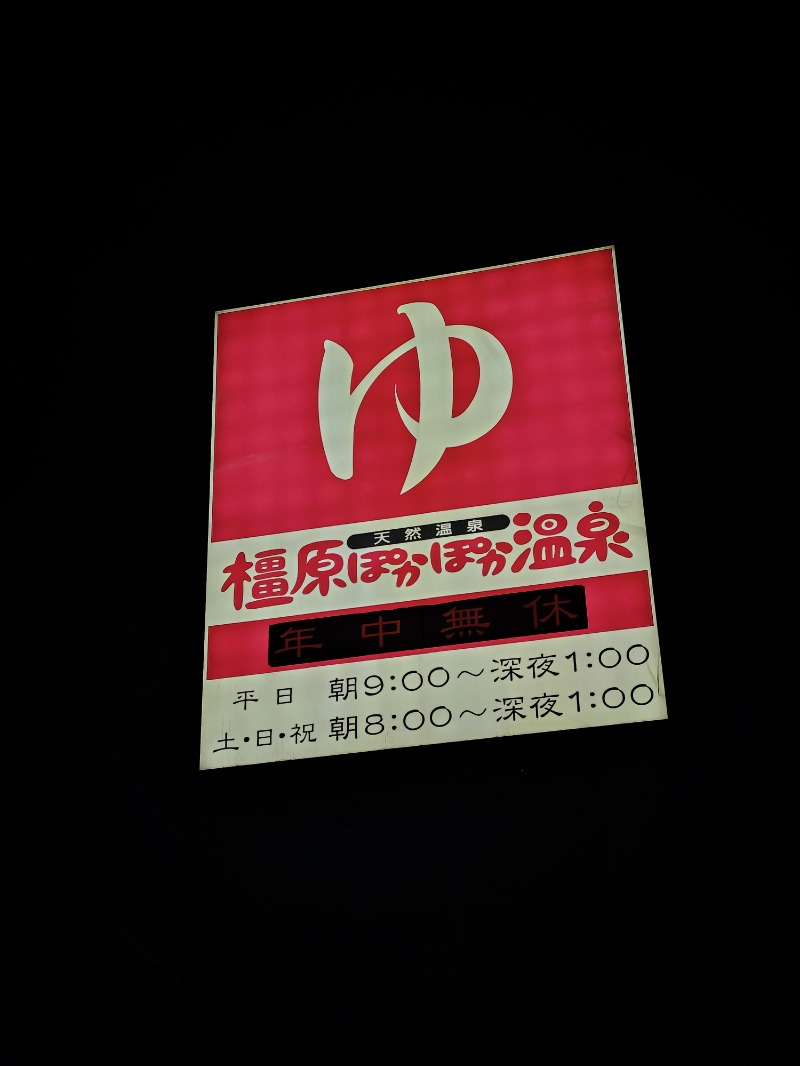 ゆ
天然温泉
橿原ぽかぽか温泉
年中無休
平日 朝9:00～深夜1:00
土・日・祝 朝8:00～深夜1:00